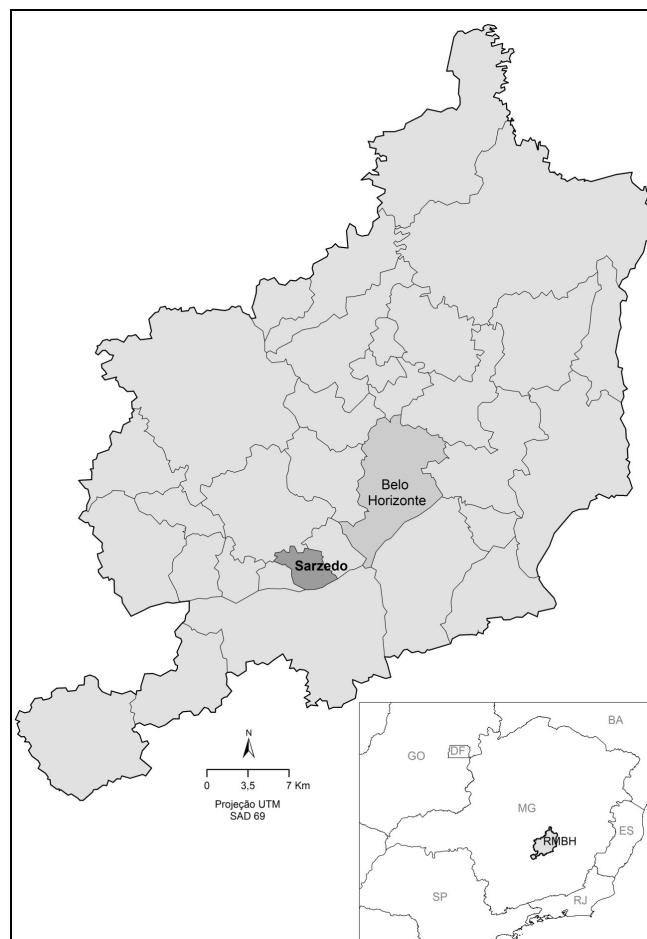 Belo
Horizonte
Sarzedo
N
0 3,5 7 Km
Projeção UTM
SAD 69
BA
GO
DF
MG
ES
RMBH
SP
RJ